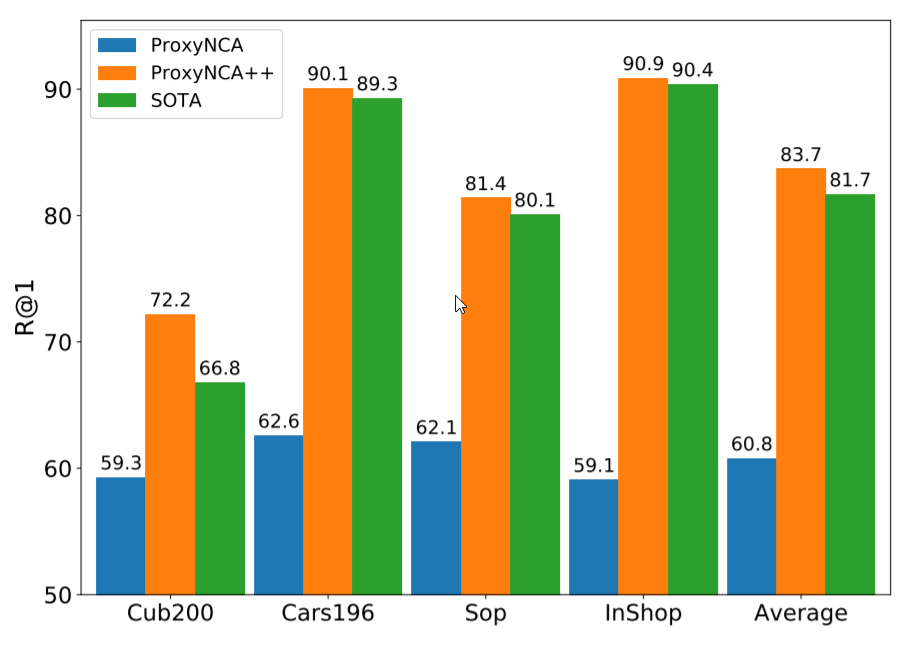 ProxyNCA
ProxyNCA++
SOTA
90
80
70
60
50
R@1
59.3
72.2
66.8
62.6
90.1
89.3
62.1
81.4
80.1
59.1
90.9
90.4
60.8
83.7
81.7
Cub200
Cars196
Sop
InShop
Average